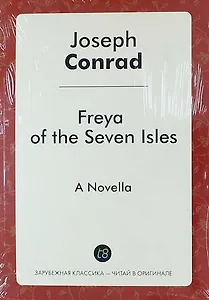 Joseph
Conrad
Freya
of the Seven Isles
A Novella
t8
ЗАРУБЕЖНАЯ КЛАССИКА — ЧИТАЙ В ОРИГИНАЛЕ